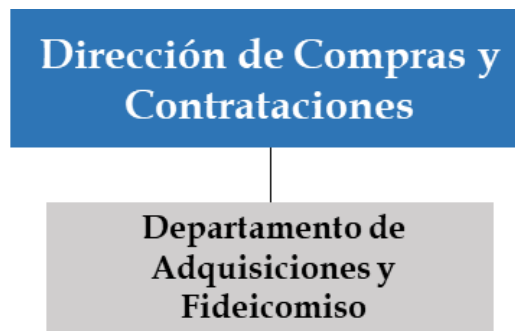 Dirección de Compras y
Contrataciones
Departamento de
Adquisiciones y
Fideicomiso